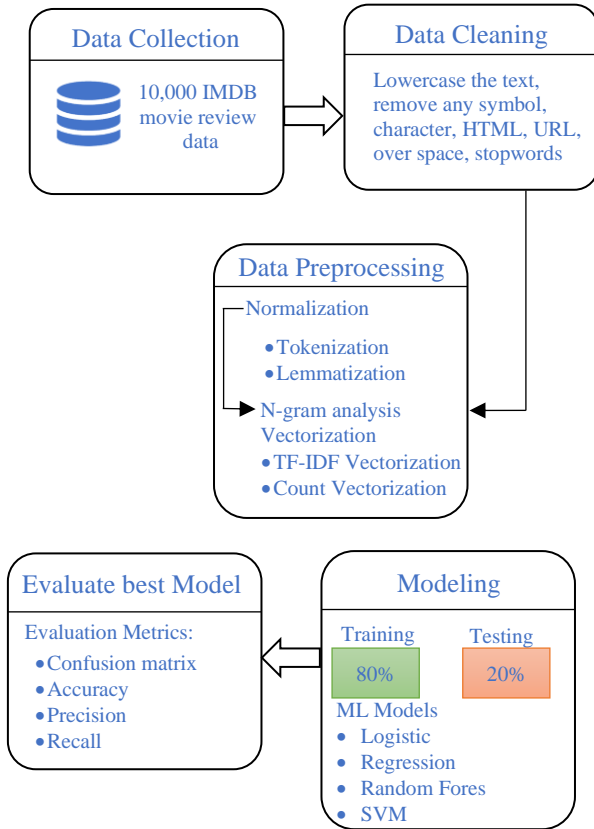 Data Collection
10,000 IMDB
movie review
data
Data Cleaning
Lowercase the text,
remove any symbol,
character, HTML, URL,
over space, stopwords
Data Preprocessing
Normalization
• Tokenization
• Lemmatization
N-gram analysis
Vectorization
• TF-IDF Vectorization
• Count Vectorization
Evaluate best Model
Evaluation Metrics:
• Confusion matrix
• Accuracy
• Precision
• Recall
Modeling
Training
Testing
80%
20%
ML Models
• Logistic
• Regression
• Random Fores
• SVM